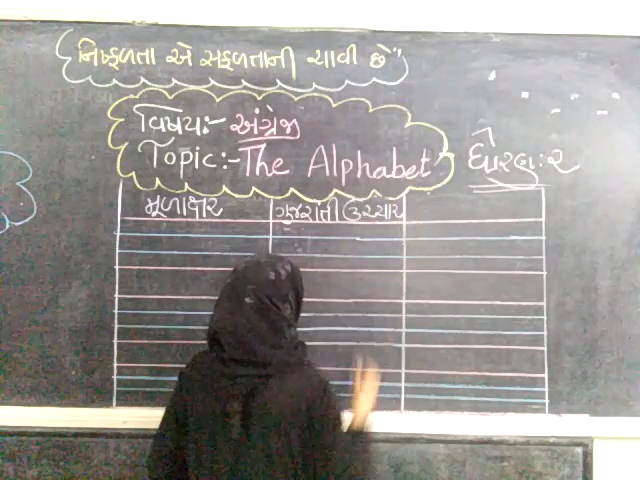 નિષ્ફળતા એ સફળતાની ચાવી છે"
વિષય:- અંગ્રેજી
Topic:- The Alphabet
ધોરણ:૨
મૂળાક્ષર ગુજરાતી ઉચ્ચાર